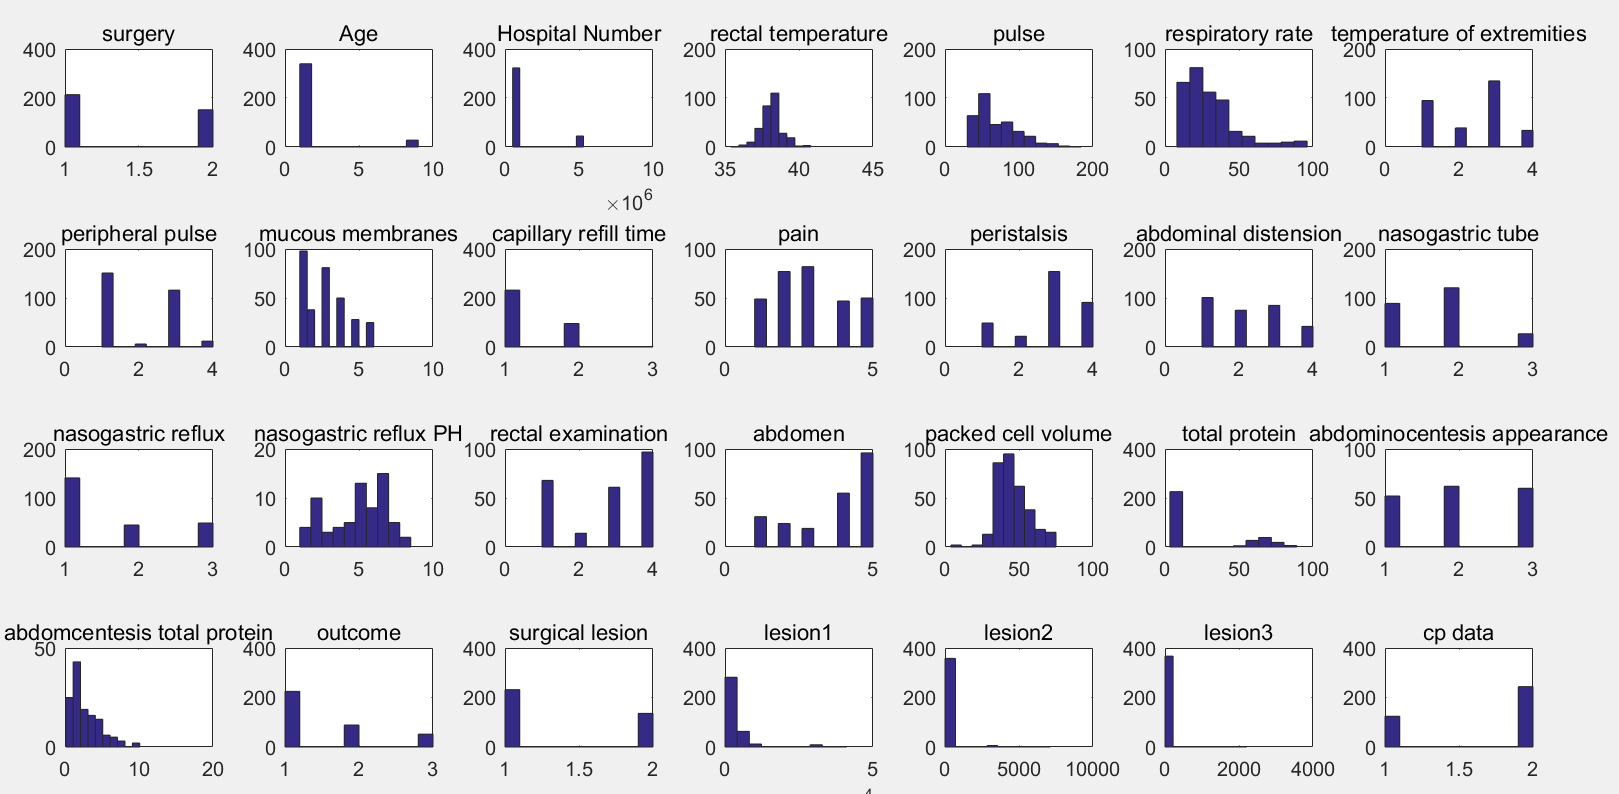 surgery Age Hospital Number rectal temperature pulse respiratory rate temperature of extremities
400 400 400 200 200 100 200
200 200 200 100 100 50 100
0 0 0 0 0 0 0
1 1.5 2 0 5 10 0 5 10 35 40 45 0 100 200 0 50 100 0 2 4
×10^6
peripheral pulse mucous membranes capillary refill time pain peristalsis abdominal distension nasogastric tube
200 100 400 100 200 200 200
100 50 200 50 100 100 100
0 0 0 0 0 0 0
0 2 4 0 5 10 1 2 3 0 5 0 2 4 0 2 4 1 2 3
nasogastric reflux nasogastric reflux PH rectal examination abdomen packed cell volume total protein abdominocentesis appearance
200 20 100 100 100 400 100
100 10 50 50 50 200 50
0 0 0 0 0 0 0
1 2 3 0 5 10 0 2 4 0 5 0 50 100 0 50 100 1 2 3
abdomcentesis total protein outcome surgical lesion lesion1 lesion2 lesion3 cp data
50 400 400 400 400 400 400
200 200 200 200 200 200
0 0 0 0 0 0 0
0 10 20 1 2 3 1 1.5 2 0 5 0 5000 10000 0 2000 4000 1 1.5 2